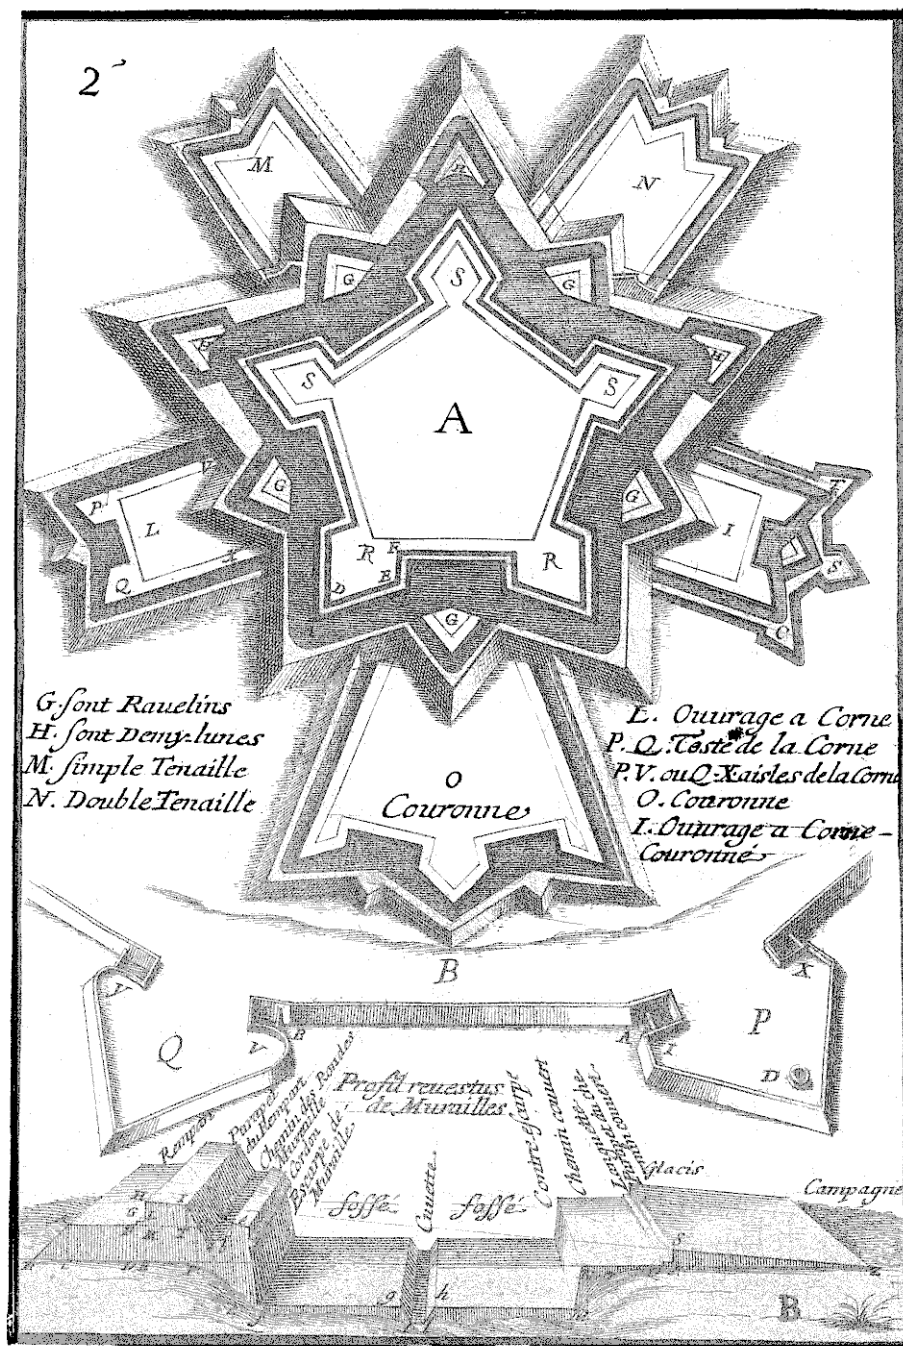 2
M
N
H
G
S
G
S
S
H
A
P
L
V
G
G
I
T
Q
X
R
F
R
S
D
E
G
C
G. ſont Rauelins
H. ſont Demy-lunes
M. ſimple Tenaille
N. Double Tenaille
E. Ouurage a Corne
P. Q. Teste de la Corne
P. V. ou Q. X aisles de la Corne
O. Couronne
I. Ouurage a Corne-
Couronné
O
Couronne
B
Y
X
Q
V
B
A
I
P
D
Profil reuestus
de Murailles
Rempart
Parapet
du Rempart
Chemin des Rondes
Muraille
Cordon
Escarpe de
Muraille
foſſé
Cuuette
foſſé
Contre-escarpe
Chemin couuert
Glacis
Campagne
H
I
G
g
h
S
Z
B